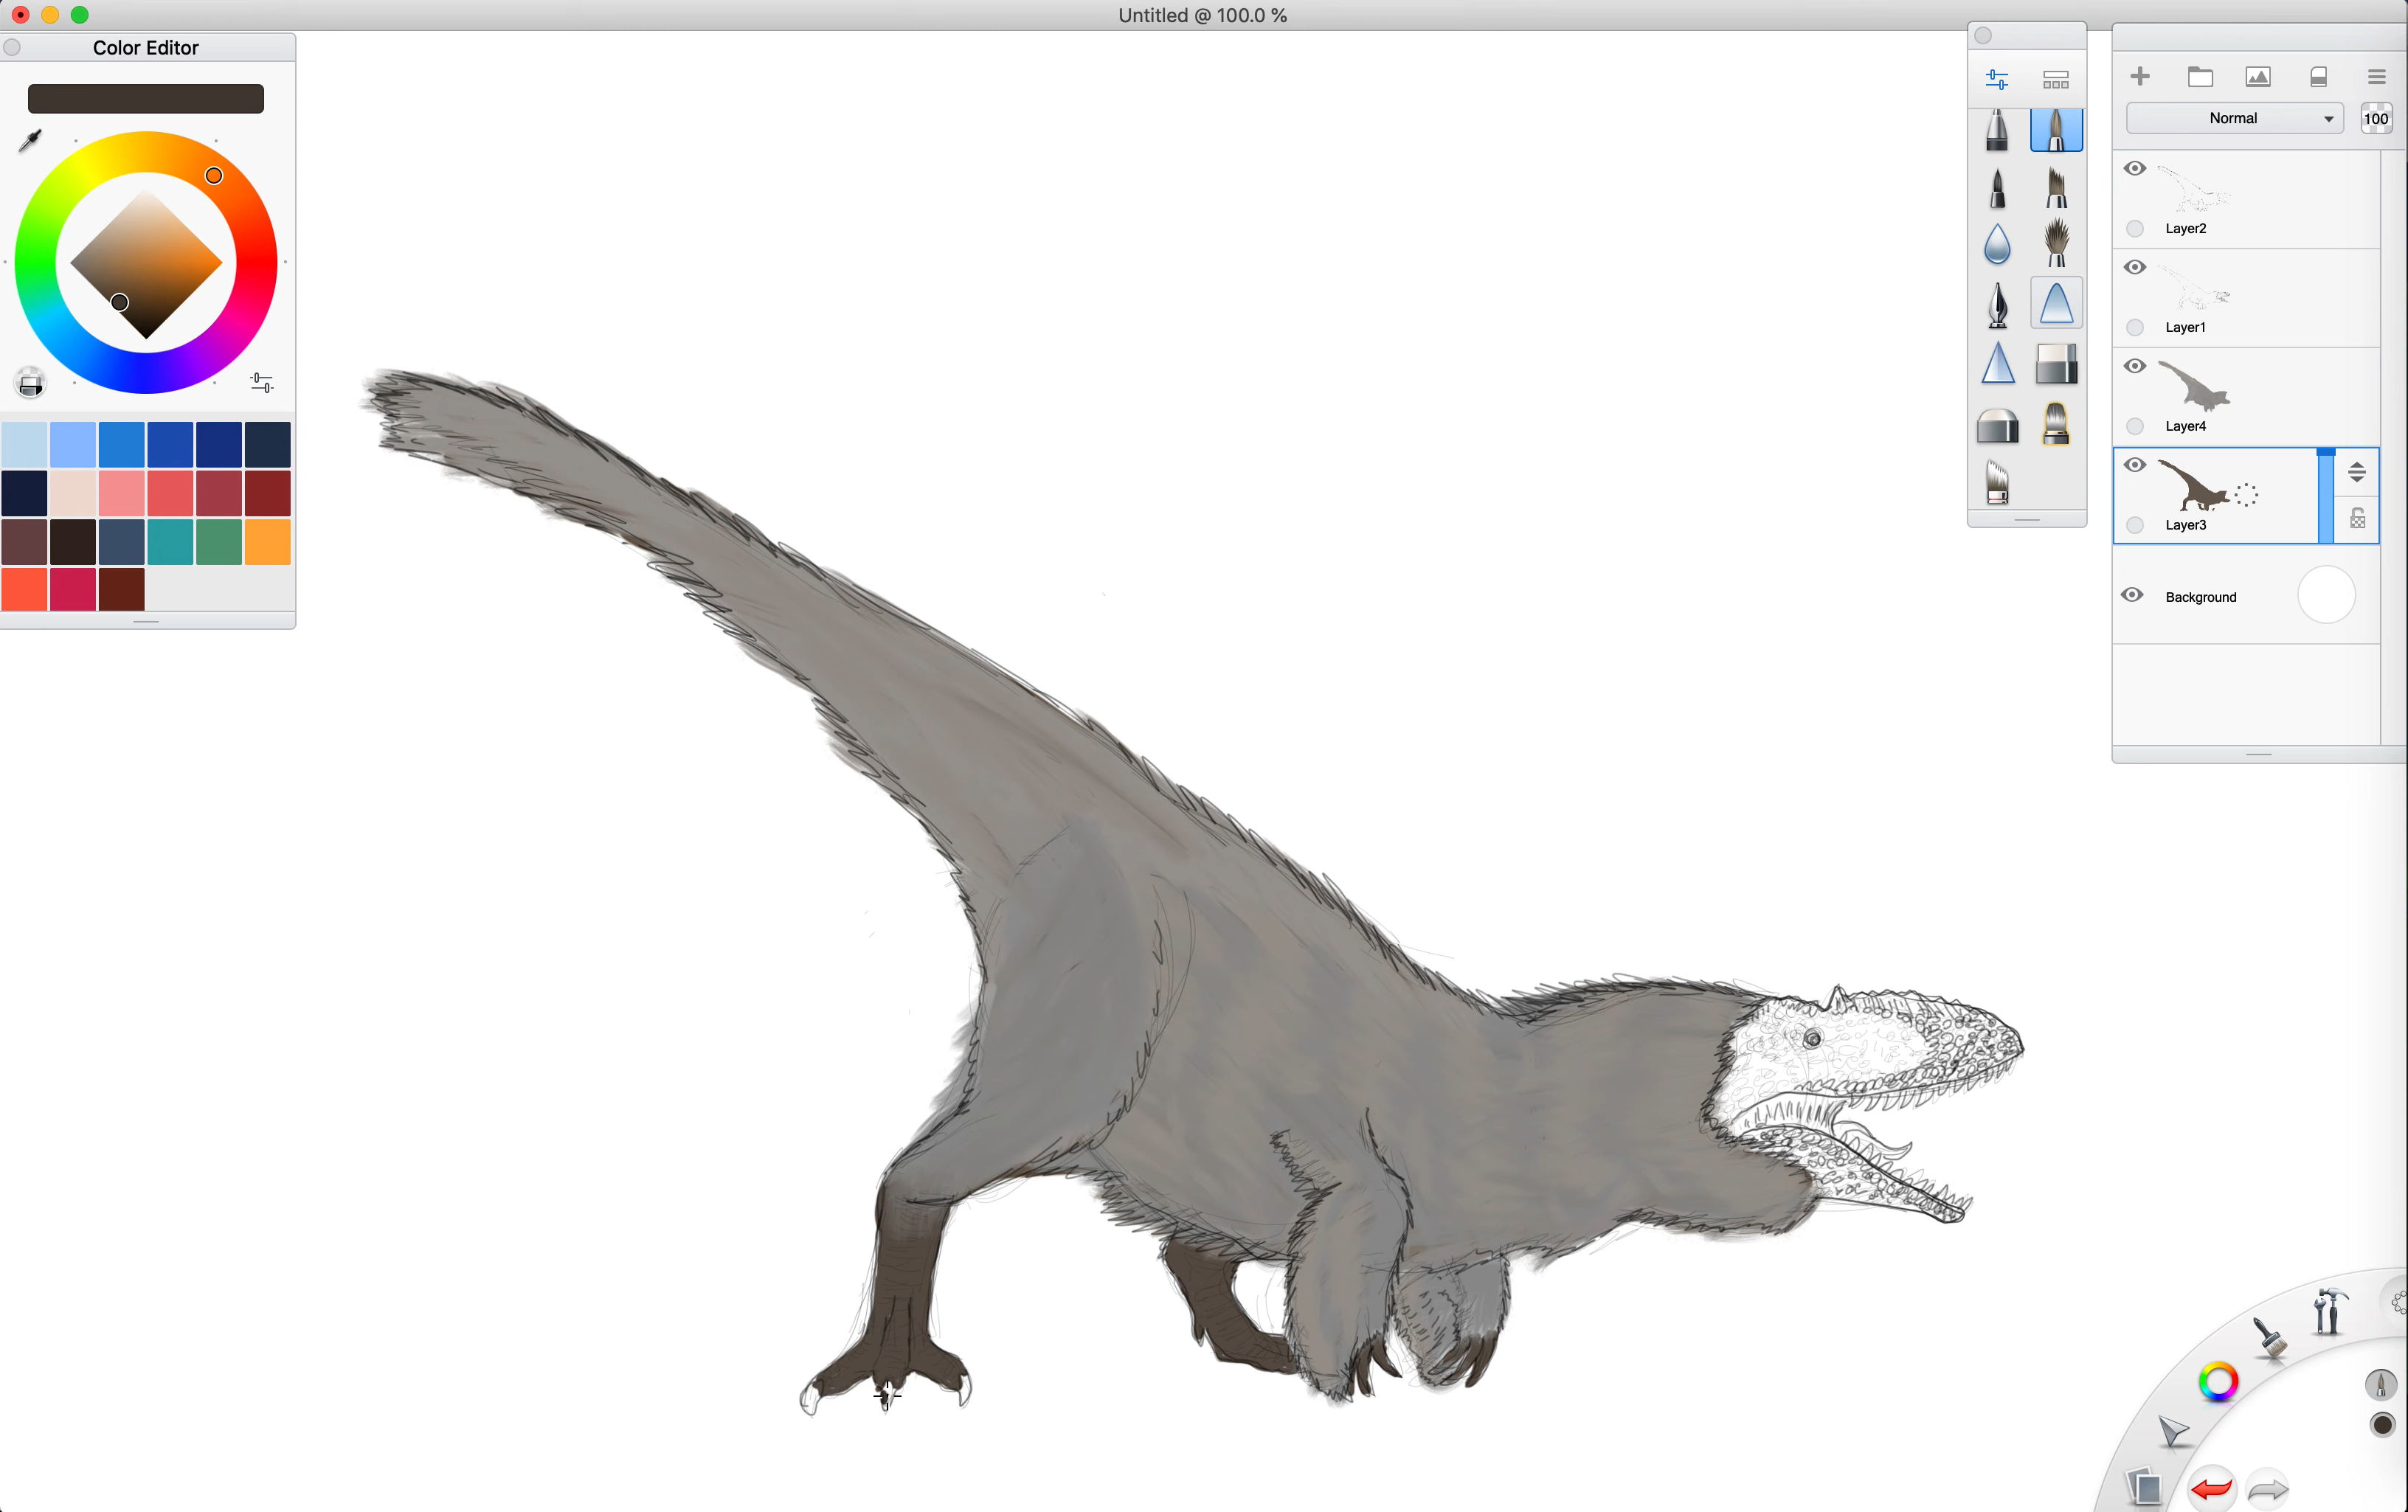 Untitled @ 100.0 %
Color Editor
Normal
100
Layer2
Layer1
Layer4
Layer3
Background